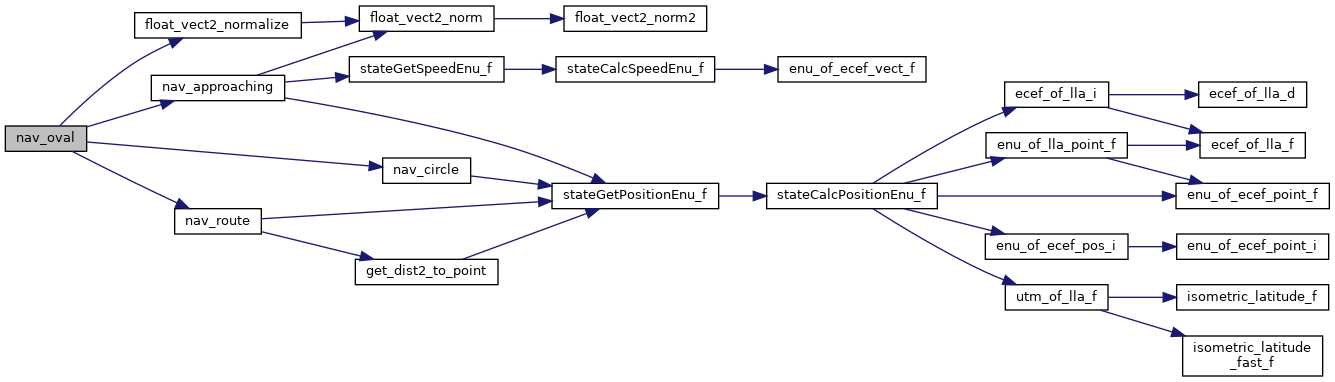 nav_oval
float_vect2_normalize
nav_approaching
nav_route
float_vect2_norm
stateGetSpeedEnu_f
nav_circle
get_dist2_to_point
float_vect2_norm2
stateCalcSpeedEnu_f
stateGetPositionEnu_f
enu_of_ecef_vect_f
stateCalcPositionEnu_f
ecef_of_lla_i
enu_of_lla_point_f
enu_of_ecef_pos_i
utm_of_lla_f
ecef_of_lla_d
ecef_of_lla_f
enu_of_ecef_point_f
enu_of_ecef_point_i
isometric_latitude_f
isometric_latitude
_fast_f